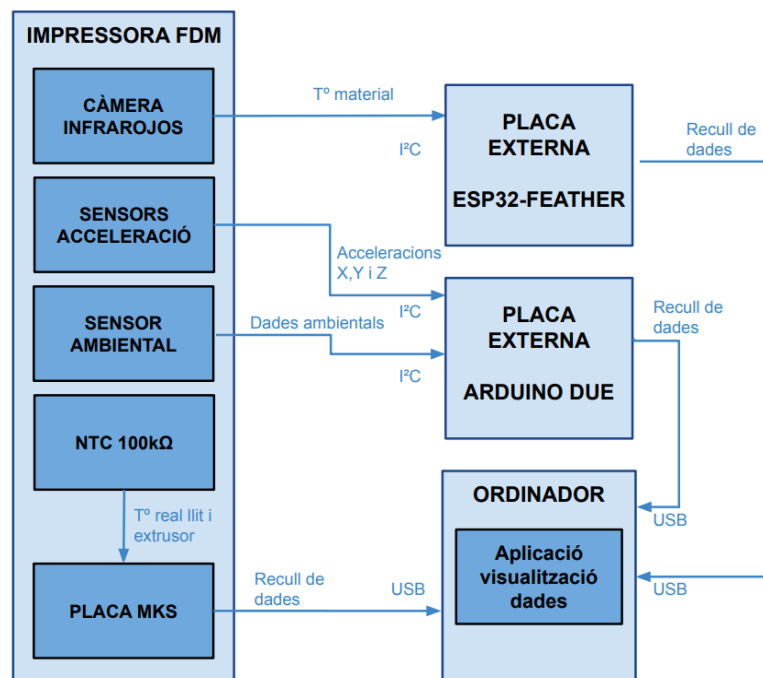 IMPRESSORA FDM
CÀMERA
INFRAROJOS
Tº material
I²C
PLACA
EXTERNA
ESP32-FEATHER
Recull de
dades
SENSORS
ACCELERACIÓ
Acceleracions
X,Y i Z
I²C
SENSOR
AMBIENTAL
Dades ambientals
I²C
PLACA
EXTERNA
ARDUINO DUE
Recull de
dades
NTC 100kΩ
Tº real llit i
extrusor
PLACA MKS
Recull de
dades
USB
ORDINADOR
Aplicació
visualització
dades
USB
USB